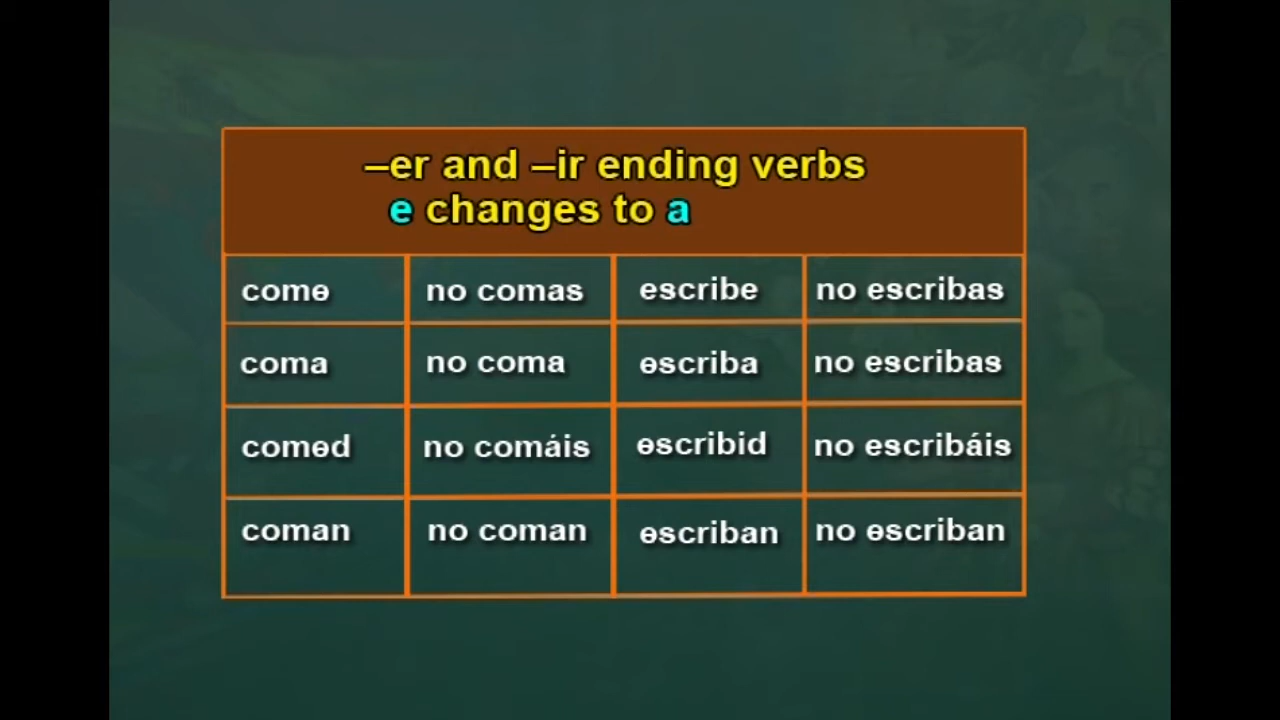 –er and –ir ending verbs
e changes to a
come no comas escribe no escribas
coma no coma escriba no escribas
comed no comáis escribid no escribáis
coman no coman escriban no escriban